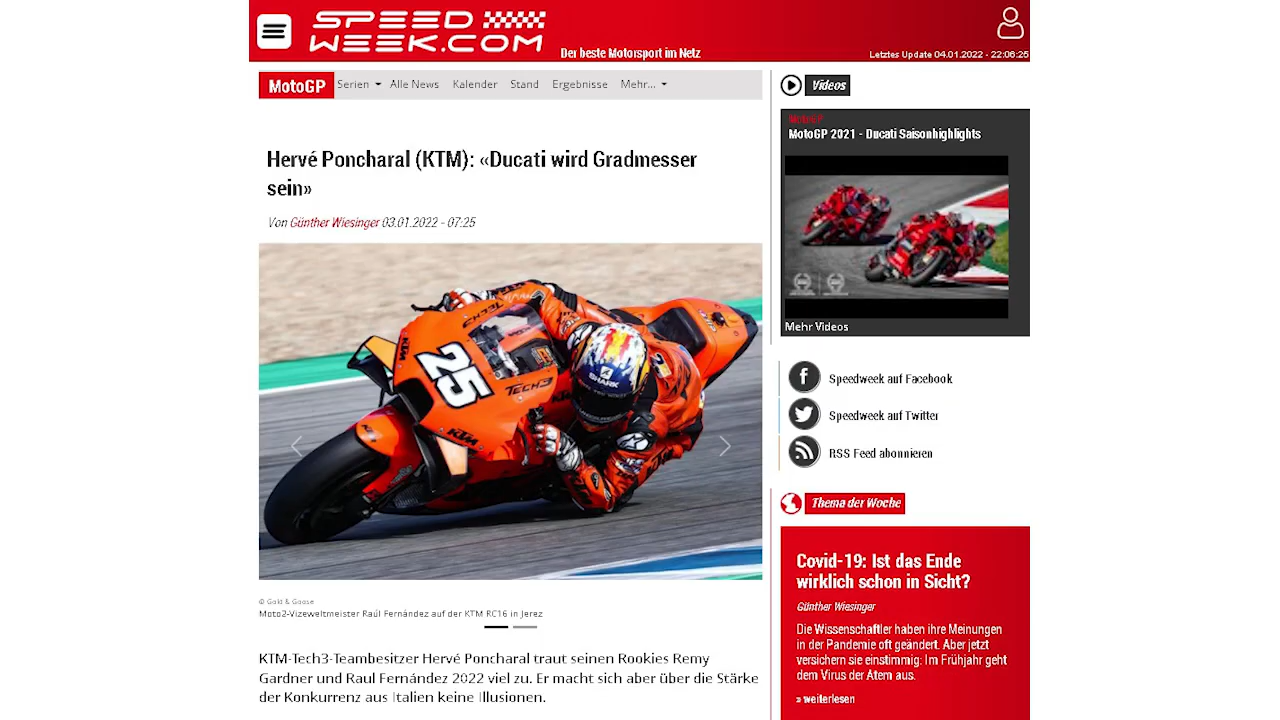 SPEED
WEEK.COM
Der beste Motorsport im Netz
Letztes Update 04.01.2022 - 22:06:25
MotoGP Serien Alle News Kalender Stand Ergebnisse Mehr...
Hervé Poncharal (KTM): «Ducati wird Gradmesser
sein»
Von Günther Wiesinger 03.01.2022 - 07:25
KTM
25
TECH3
SHARK
KTM
© Gold & Goose
Moto2-Vizeweltmeister Raúl Fernández auf der KTM RC16 in Jerez
KTM-Tech3-Teambesitzer Hervé Poncharal traut seinen Rookies Remy
Gardner und Raul Fernández 2022 viel zu. Er macht sich aber über die Stärke
der Konkurrenz aus Italien keine Illusionen.
Videos
MotoGP
MotoGP 2021 - Ducati Saisonhighlights
Mehr Videos
Speedweek auf Facebook
Speedweek auf Twitter
RSS Feed abonnieren
Thema der Woche
Covid-19: Ist das Ende
wirklich schon in Sicht?
Günther Wiesinger
Die Wissenschaftler haben ihre Meinungen
in der Pandemie oft geändert. Aber jetzt
versichern sie einstimmig: Im Frühjahr geht
dem Virus der Atem aus.
» weiterlesen